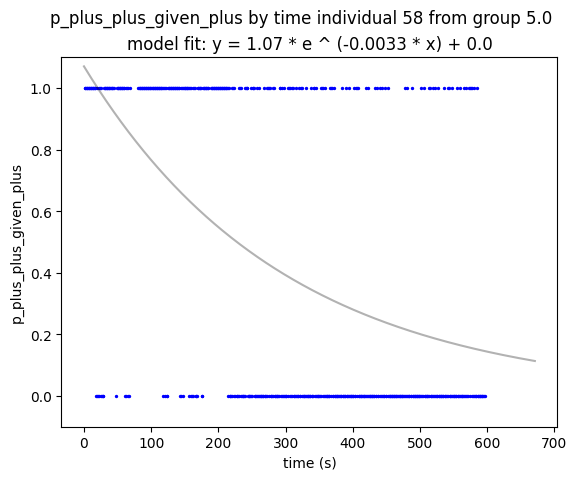 p_plus_plus_given_plus by time individual 58 from group 5.0
model fit: y = 1.07 * e ^ (-0.0033 * x) + 0.0
p_plus_plus_given_plus
1.0
0.8
0.6
0.4
0.2
0.0
0 100 200 300 400 500 600 700
time (s)